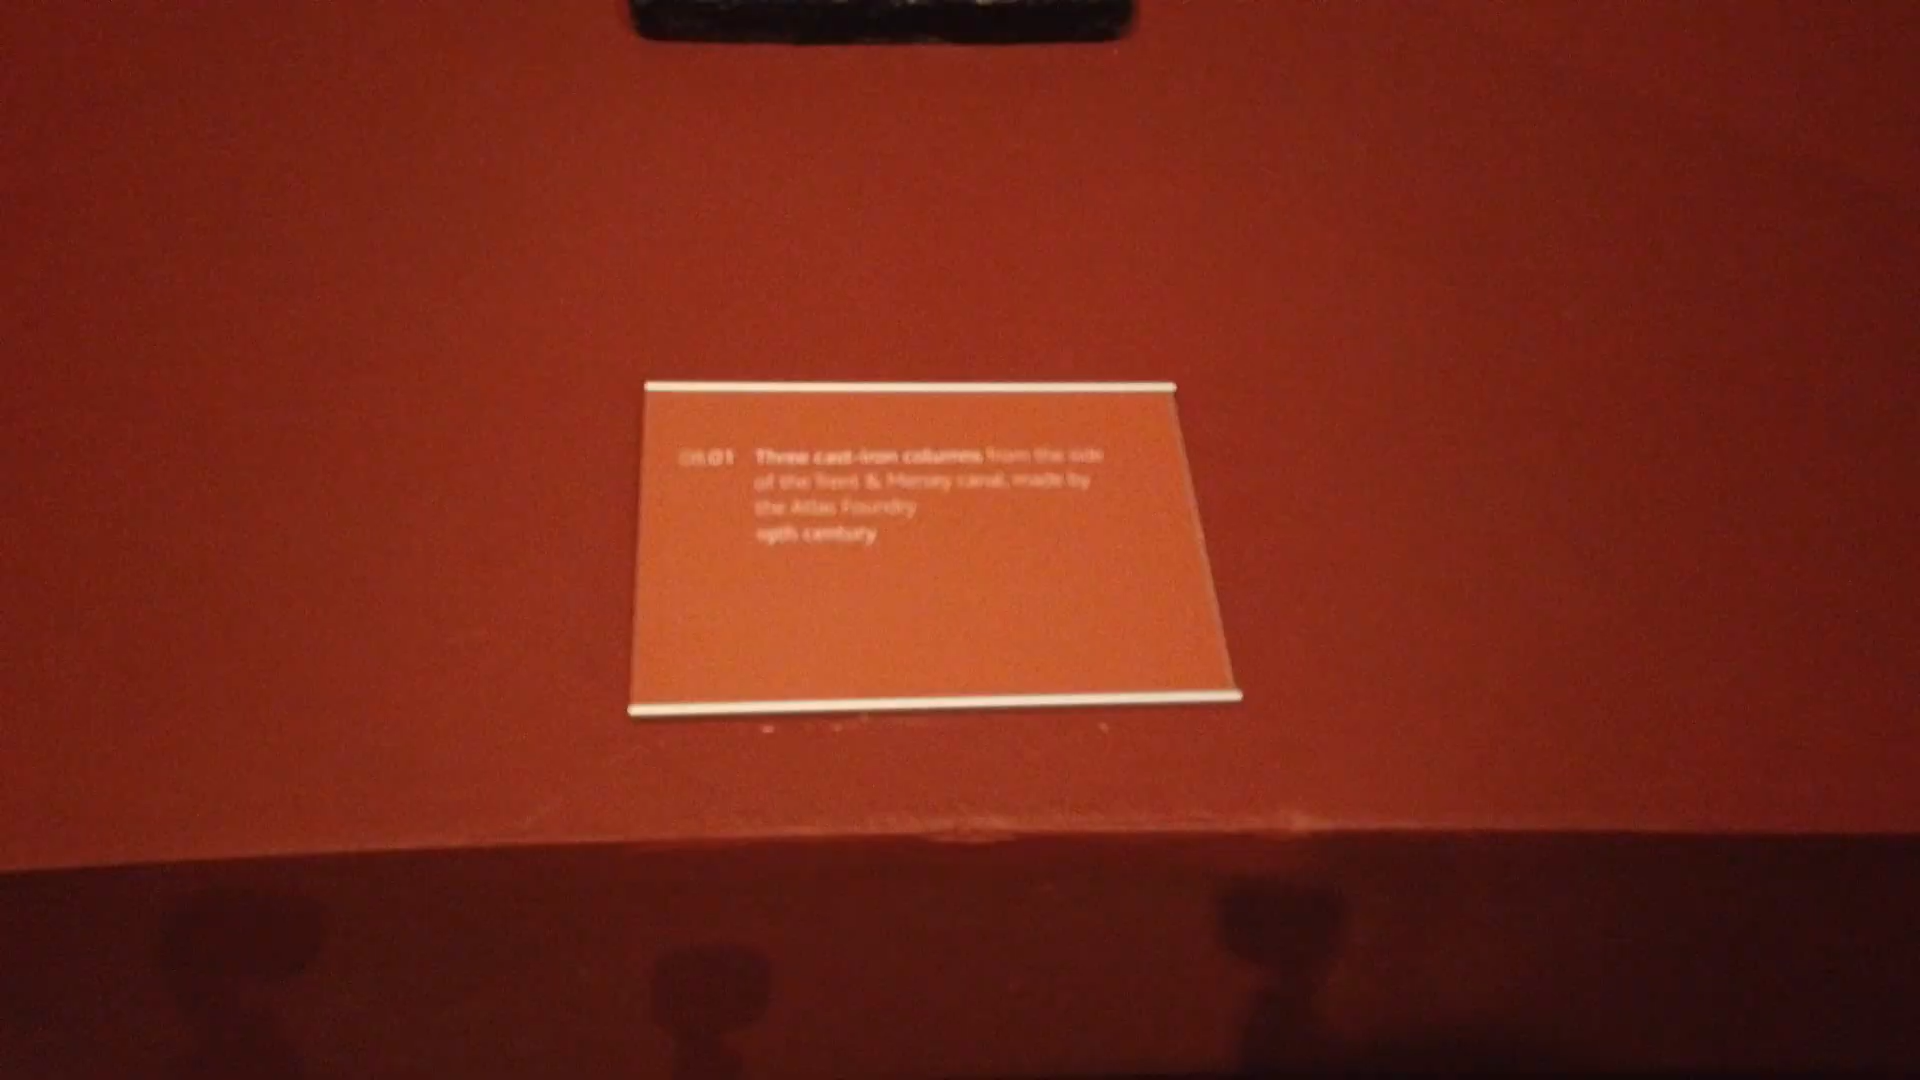 01 Three cast-iron columns from the side
of the Trent & Mersey canal, made by
the Atlas Foundry
19th century